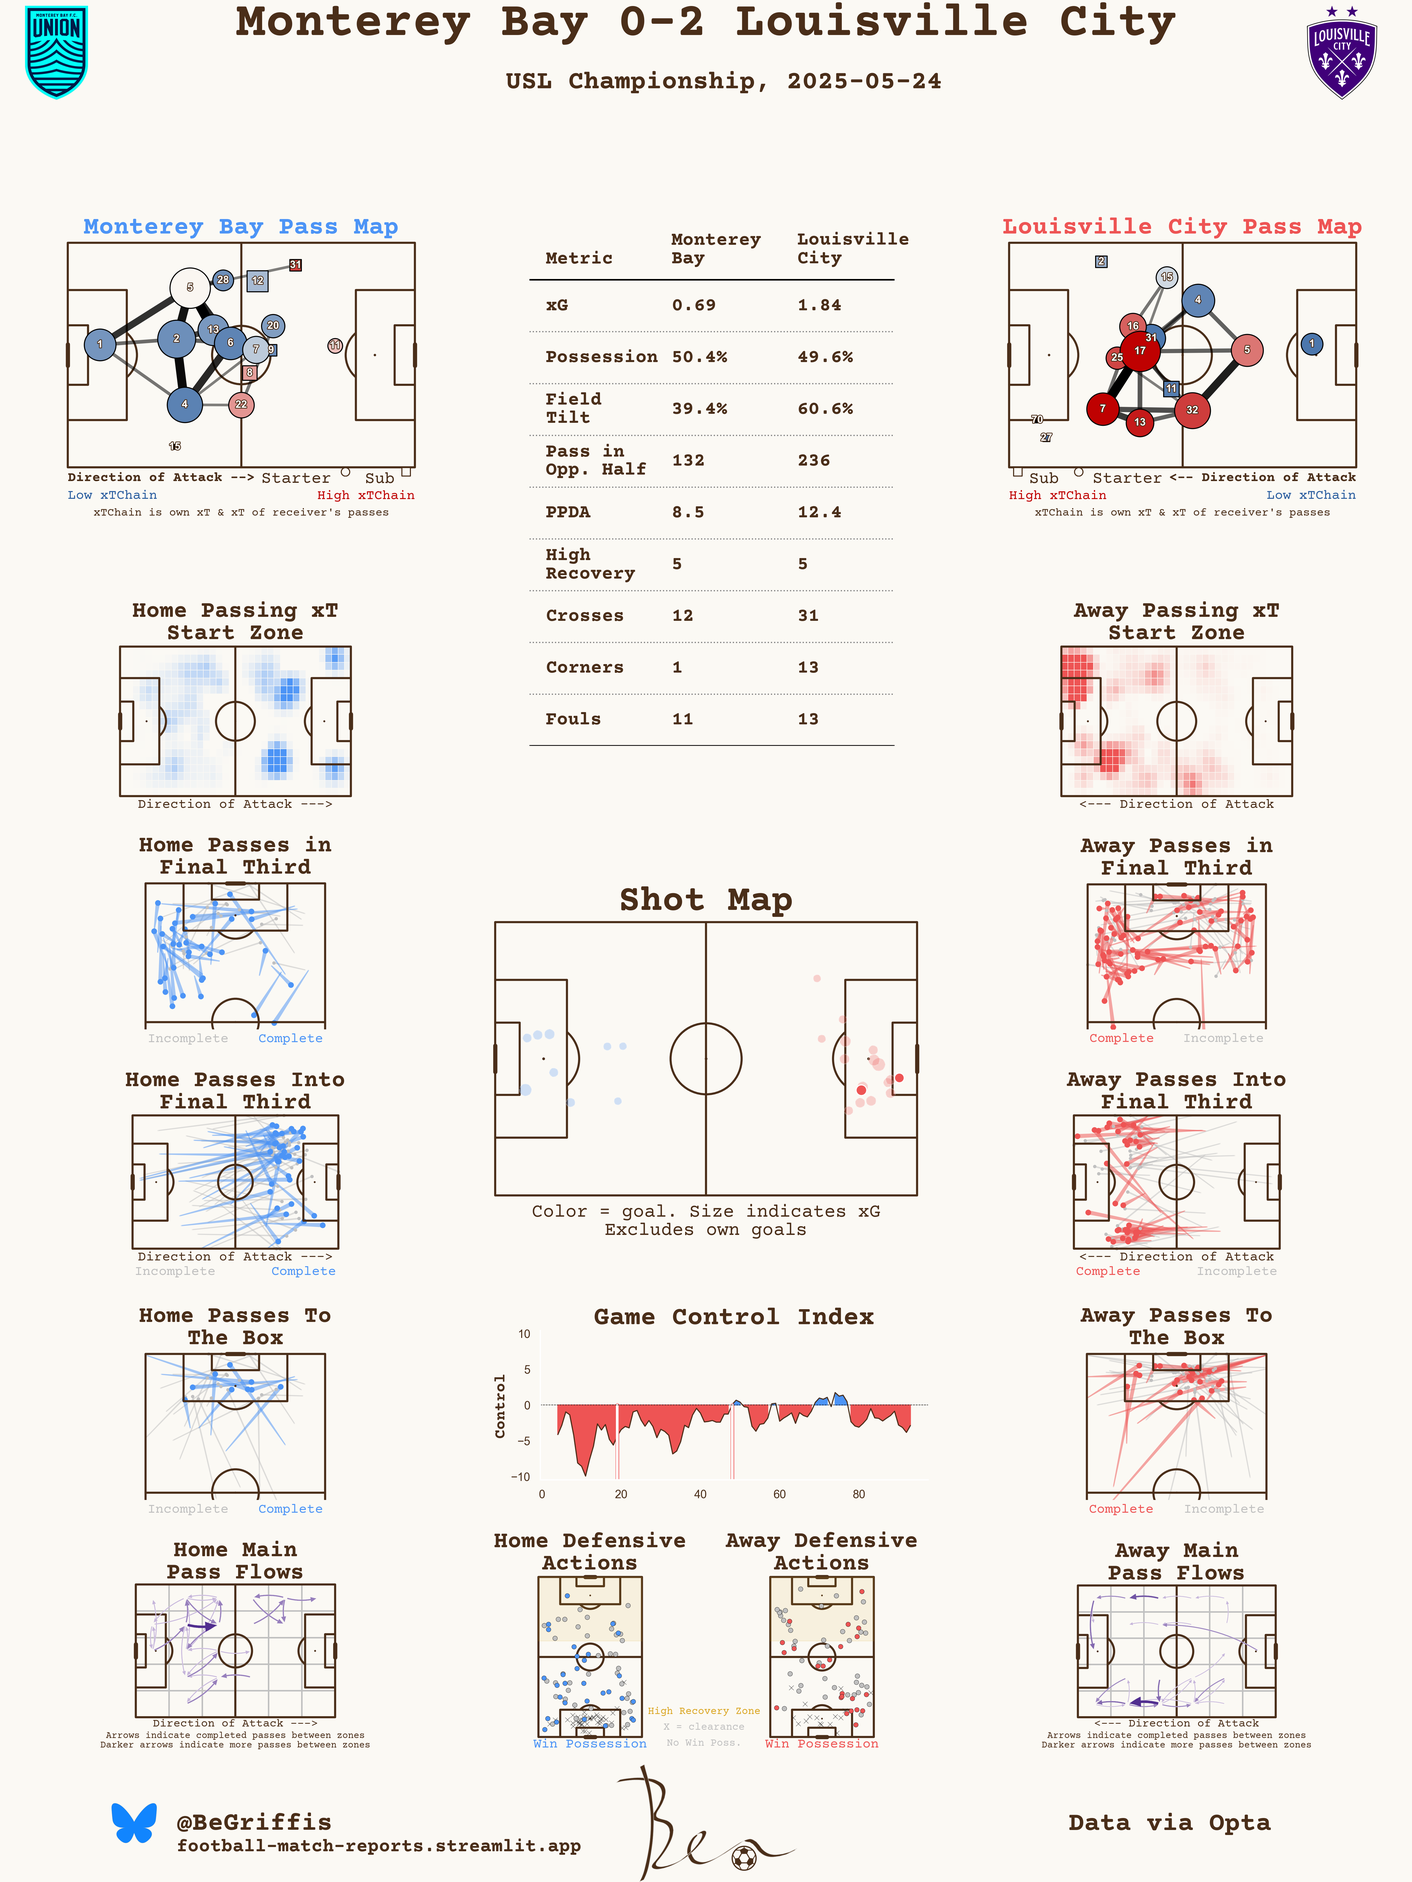 Monterey Bay 0-2 Louisville City
USL Championship, 2025-05-24
MONTEREY BAY F.C.
UNION
LOUISVILLE
CITY
Monterey Bay Pass Map
31
28
12
5
20
13
2
6
7
9
1
11
8
4
22
15
Direction of Attack --> Starter Sub
Low xTChain High xTChain
xTChain is own xT & xT of receiver's passes
Metric Monterey Bay Louisville City
xG 0.69 1.84
Possession 50.4% 49.6%
Field Tilt 39.4% 60.6%
Pass in Opp. Half 132 236
PPDA 8.5 12.4
High Recovery 5 5
Crosses 12 31
Corners 1 13
Fouls 11 13
Louisville City Pass Map
2
15
4
16
31
17
25
5
1
11
7
32
13
70
27
Sub Starter <-- Direction of Attack
High xTChain Low xTChain
xTChain is own xT & xT of receiver's passes
Home Passing xT
Start Zone
Direction of Attack --->
Away Passing xT
Start Zone
<--- Direction of Attack
Home Passes in
Final Third
Incomplete Complete
Away Passes in
Final Third
Complete Incomplete
Shot Map
Color = goal. Size indicates xG
Excludes own goals
Home Passes Into
Final Third
Direction of Attack --->
Incomplete Complete
Away Passes Into
Final Third
<--- Direction of Attack
Complete Incomplete
Home Passes To
The Box
Incomplete Complete
Game Control Index
Control
10
5
0
−5
−10
0 20 40 60 80
Away Passes To
The Box
Complete Incomplete
Home Main
Pass Flows
Direction of Attack --->
Arrows indicate completed passes between zones
Darker arrows indicate more passes between zones
Home Defensive
Actions
Win Possession
Away Defensive
Actions
Win Possession
High Recovery Zone
X = clearance
No Win Poss.
Away Main
Pass Flows
<--- Direction of Attack
Arrows indicate completed passes between zones
Darker arrows indicate more passes between zones
@BeGriffis
football-match-reports.streamlit.app
Ben
Data via Opta